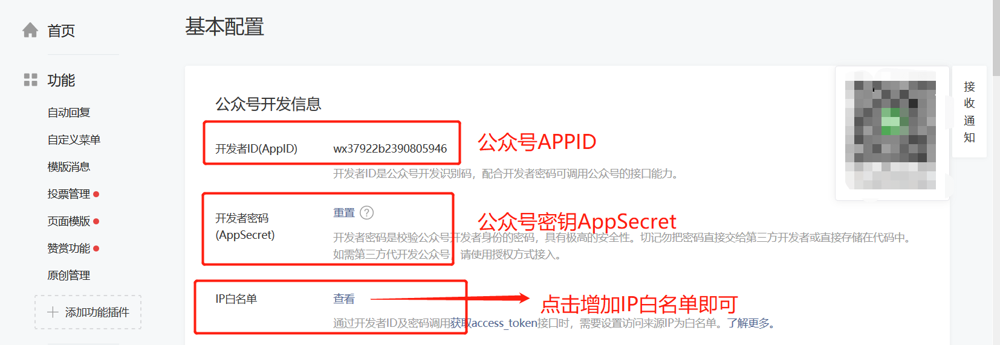 首页
功能
自动回复
自定义菜单
模版消息
投票管理
页面模版
赞赏功能
原创管理
添加功能插件
基本配置
公众号开发信息
开发者ID(AppID) wx37922b2390805946
公众号APPID
开发者ID是公众号开发识别码，配合开发者密码可调用公众号的接口能力。
开发者密码
(AppSecret)
重置 ?
公众号密钥AppSecret
开发者密码是校验公众号开发者身份的密码，具有极高的安全性。切记勿把密码直接交给第三方开发者或直接存储在代码中。
如需第三方代开发公众号，请使用授权方式接入。
IP白名单 查看
点击增加IP白名单即可
通过开发者ID及密码调用获取access_token接口时，需要设置访问来源IP为白名单。了解更多。
接
收
通
知